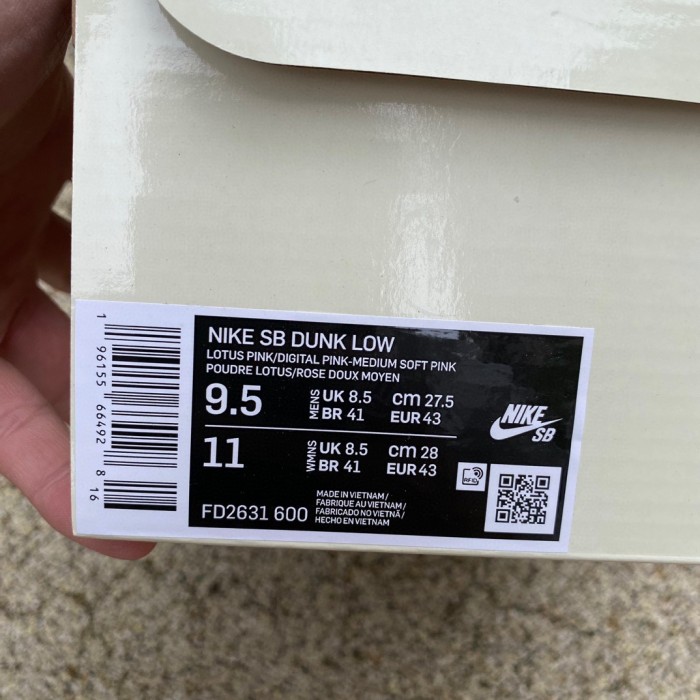 1 96155 66492 8 16
NIKE SB DUNK LOW
LOTUS PINK/DIGITAL PINK-MEDIUM SOFT PINK
POUDRE LOTUS/ROSE DOUX MOYEN
9.5 MENS UK 8.5 cm 27.5
BR 41 EUR 43
11 WMNS UK 8.5 cm 28
BR 41 EUR 43
NIKE
SB
RFID
FD2631 600
MADE IN VIETNAM /
FABRIQUE AU VIETNAM /
FABRICADO NO VIETNÃ /
HECHO EN VIETNAM